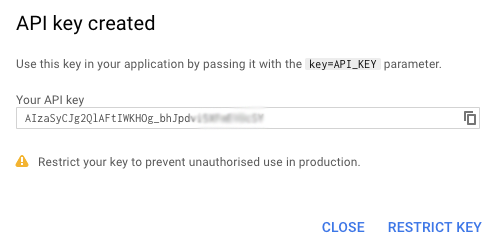 API key created
Use this key in your application by passing it with the key=API_KEY parameter.
Your API key
AIzaSyCJg2QlAFtIWKHOg_bhJpdv
Restrict your key to prevent unauthorised use in production.
CLOSE RESTRICT KEY